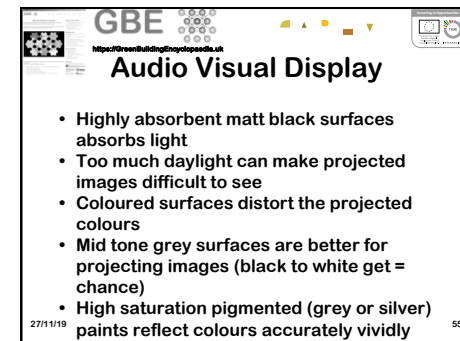 GBE
https://GreenBuildingEncyclopaedia.uk
Audio Visual Display
• Highly absorbent matt black surfaces
absorbs light
• Too much daylight can make projected
images difficult to see
• Coloured surfaces distort the projected
colours
• Mid tone grey surfaces are better for
projecting images (black to white get =
chance)
• High saturation pigmented (grey or silver)
paints reflect colours accurately vividly
27/11/19
55